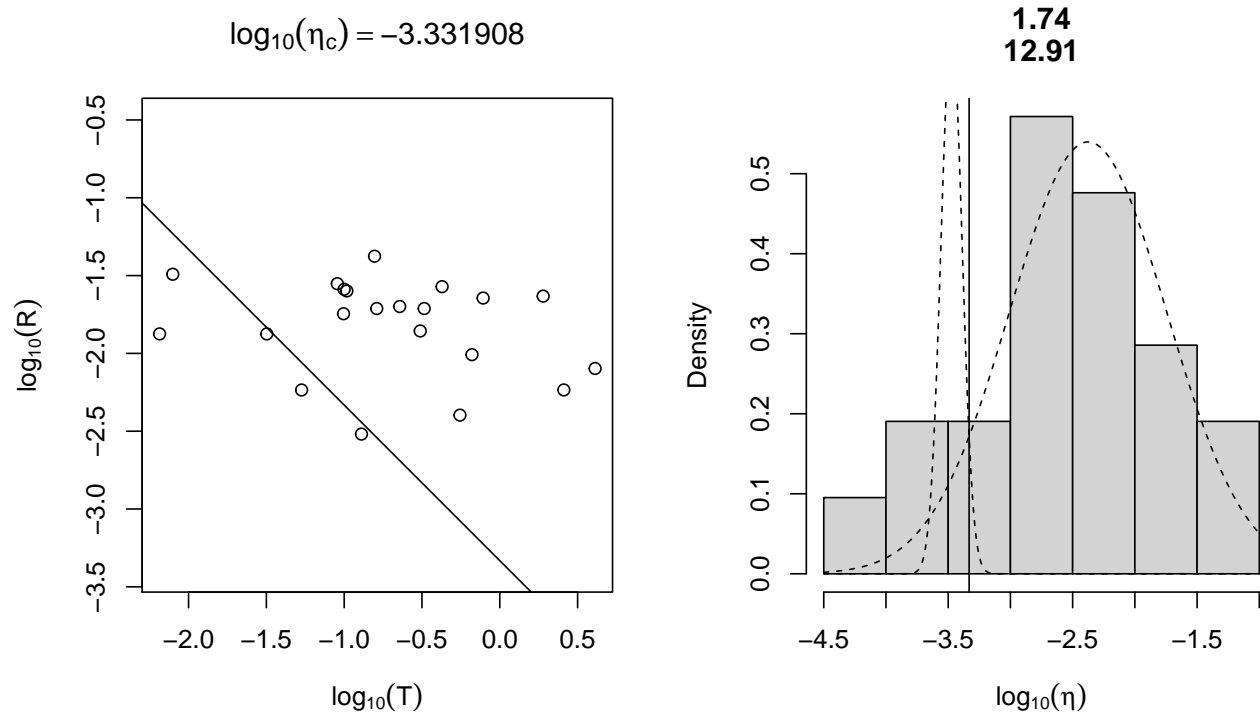 log₁₀(η_c) = −3.331908
−0.5
−1.0
−1.5
−2.0
−2.5
−3.0
−3.5
log₁₀(R)
−2.0 −1.5 −1.0 −0.5 0.0 0.5
log₁₀(T)
1.74
12.91
0.5
0.4
0.3
0.2
0.1
0.0
Density
−4.5 −3.5 −2.5 −1.5
log₁₀(η)